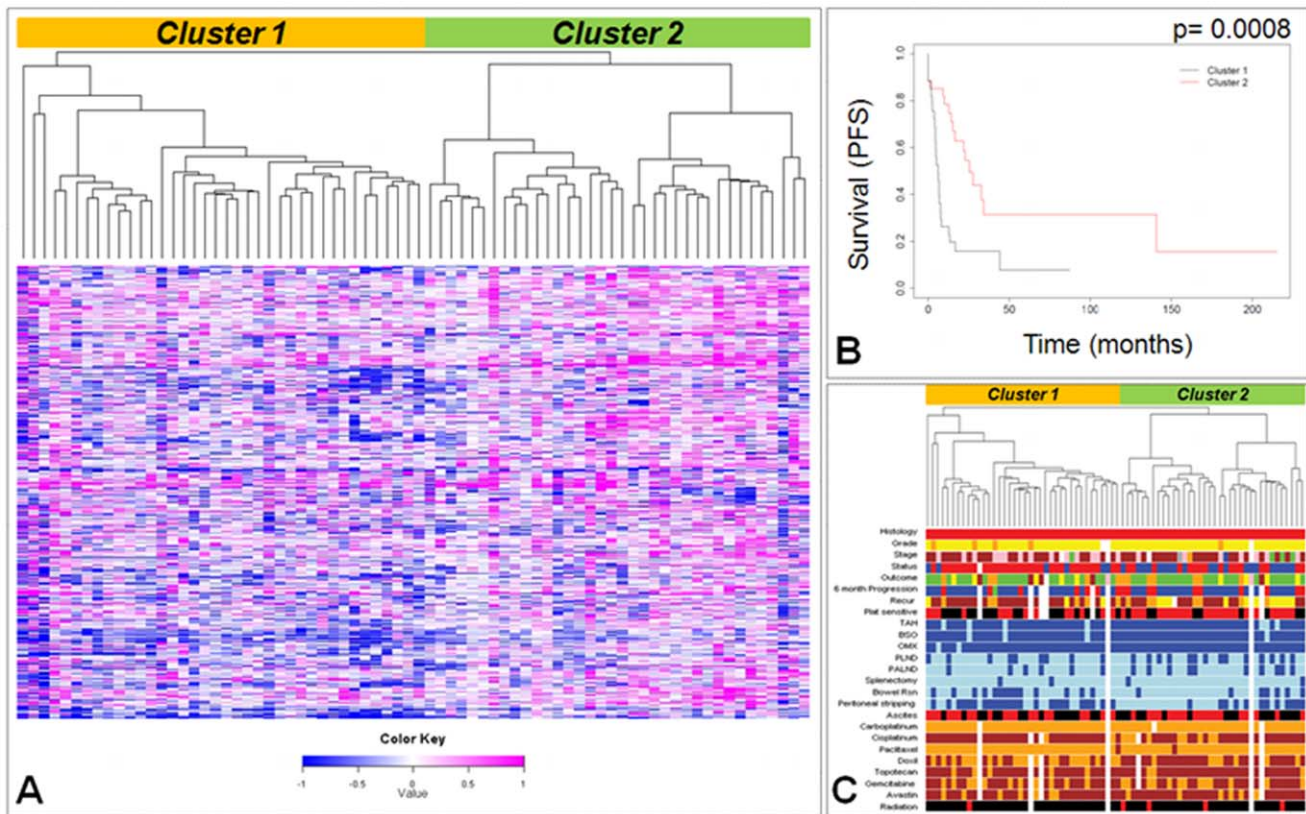 Cluster 1 Cluster 2
Color Key
-1 -0.5 0 0.5 1
Value
A
p= 0.0008
Cluster 1
Cluster 2
Survival (PFS)
1.0
0.8
0.6
0.4
0.2
0.0
0 50 100 150 200
Time (months)
B
Cluster 1 Cluster 2
Histology
Grade
Stage
Status
Outcome
6 month Progression
Recur
Plat sensitive
TAH
BSO
OMX
PLND
PALND
Splenectomy
Bowel Rsn
Peritoneal stripping
Ascites
Carboplatinum
Cisplatinum
Paclitaxel
Doxil
Topotecan
Gemcitabine
Avastin
Radiation
C